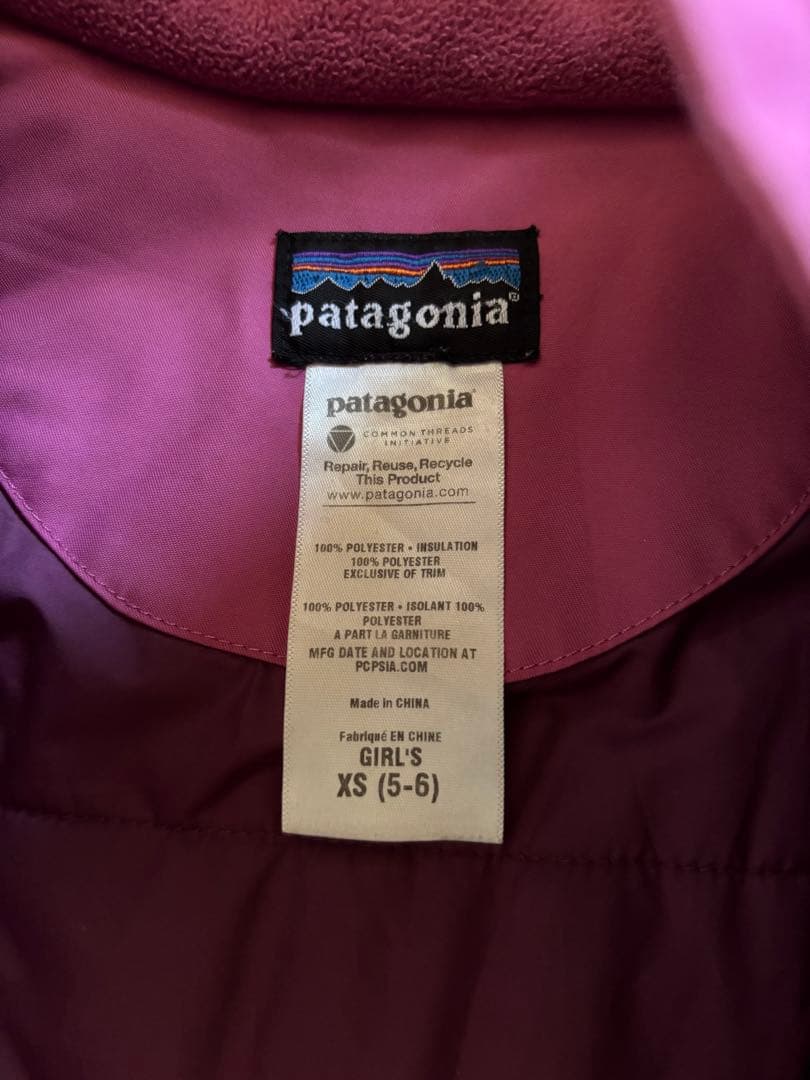 patagonia®
patagonia®
COMMON THREADS
INITIATIVE
Repair, Reuse, Recycle
This Product
www.patagonia.com
100% POLYESTER • INSULATION
100% POLYESTER
EXCLUSIVE OF TRIM
100% POLYESTER • ISOLANT 100%
POLYESTER
A PART LA GARNITURE
MFG DATE AND LOCATION AT
PCPSIA.COM
Made in CHINA
Fabriqué EN CHINE
GIRL'S
XS (5-6)